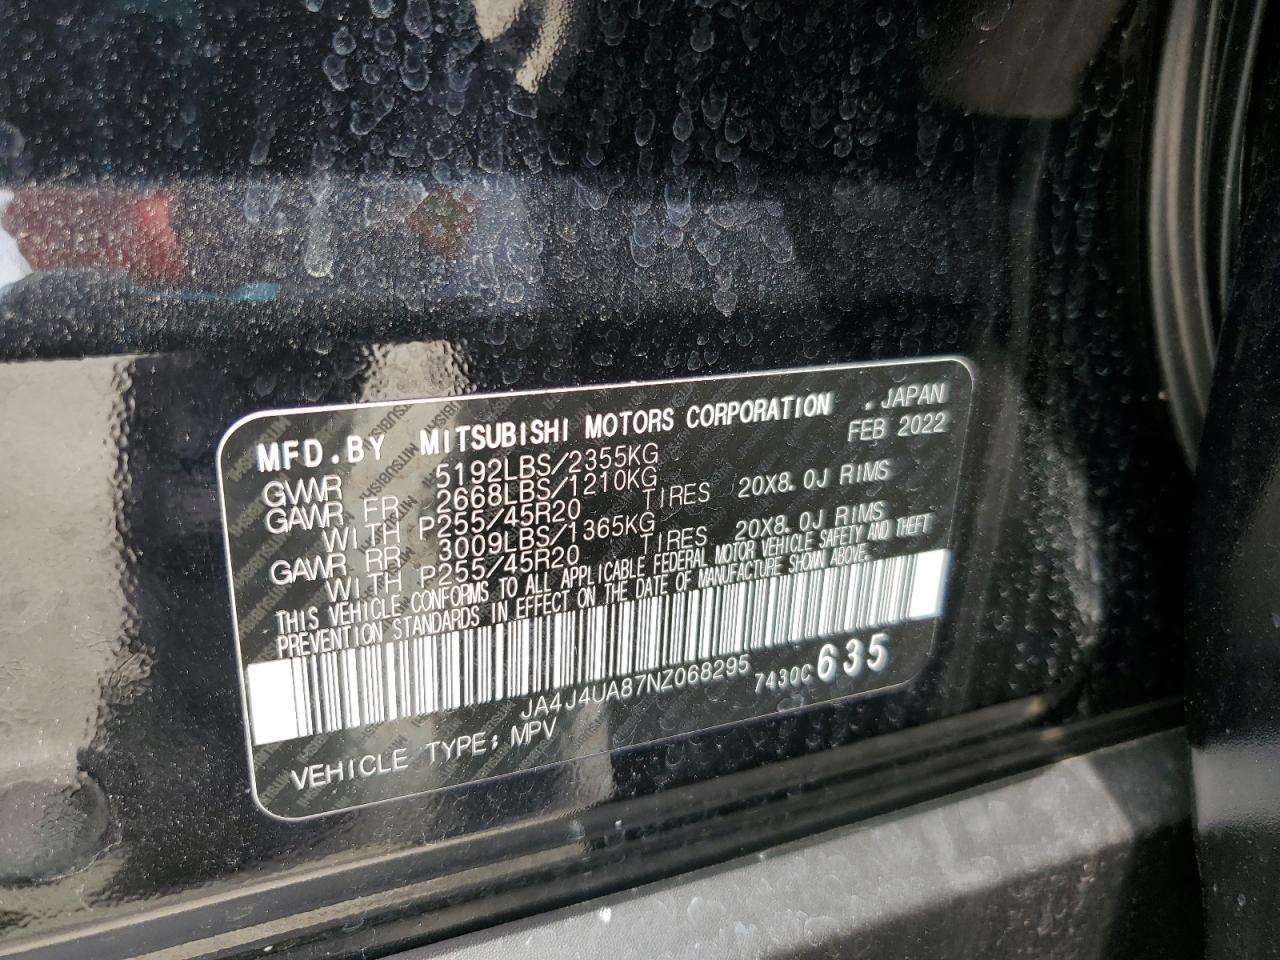 MFD.BY MITSUBISHI MOTORS CORPORATION . JAPAN
FEB 2022
GVWR 5192LBS/2355KG
GAWR FR 2668LBS/1210KG
WITH P255/45R20 TIRES 20X8.0J RIMS
GAWR RR 3009LBS/1365KG
WITH P255/45R20 TIRES 20X8.0J RIMS
THIS VEHICLE CONFORMS TO ALL APPLICABLE FEDERAL MOTOR VEHICLE SAFETY AND THEFT
PREVENTION STANDARDS IN EFFECT ON THE DATE OF MANUFACTURE SHOWN ABOVE.
JA4J4UA87NZ068295 7430C635
VEHICLE TYPE: MPV